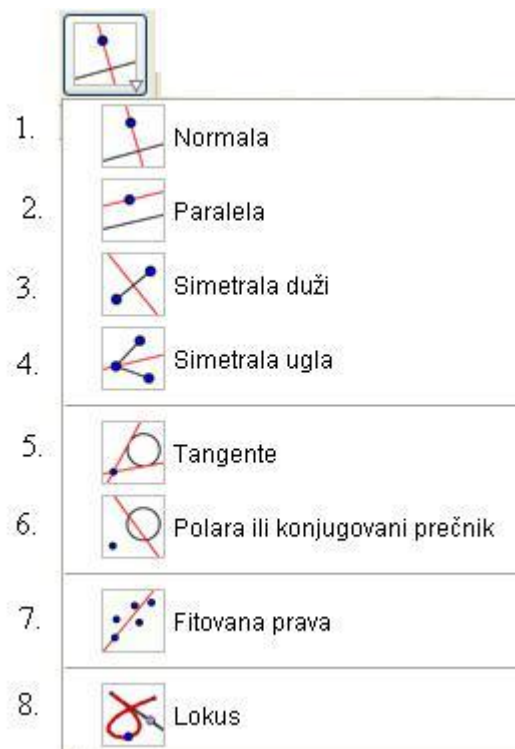 1. Normala
2. Paralela
3. Simetrala duži
4. Simetrala ugla
5. Tangente
6. Polara ili konjugovani prečnik
7. Fitovana prava
8. Lokus